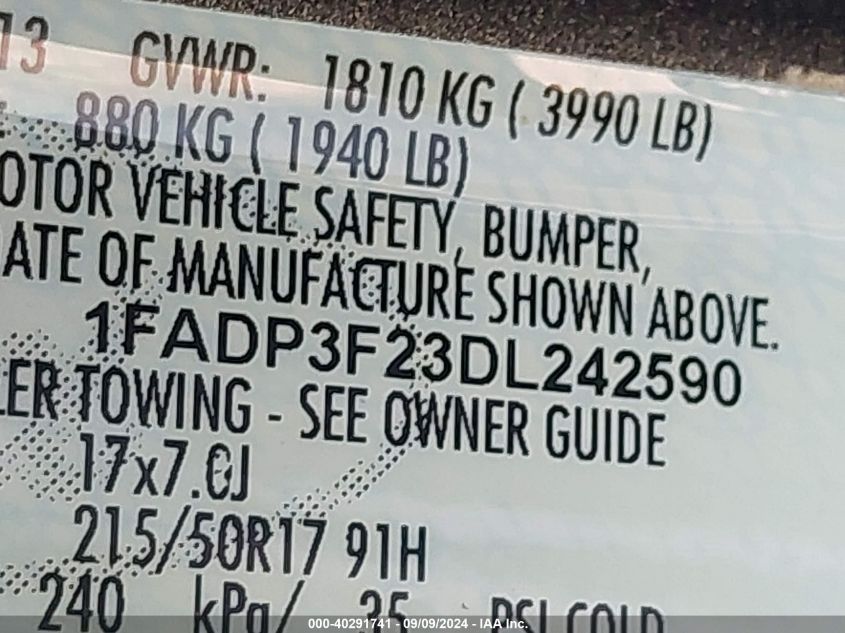 13 GVWR: 1810 KG ( 3990 LB)
880 KG ( 1940 LB)
OTOR VEHICLE SAFETY, BUMPER,
ATE OF MANUFACTURE SHOWN ABOVE.
1FADP3F23DL242590
LER TOWING - SEE OWNER GUIDE
17x7.0J
215/50R17 91H
240 kPa/ 35 PSI COLD
000-40291741 - 09/09/2024 - IAA Inc.